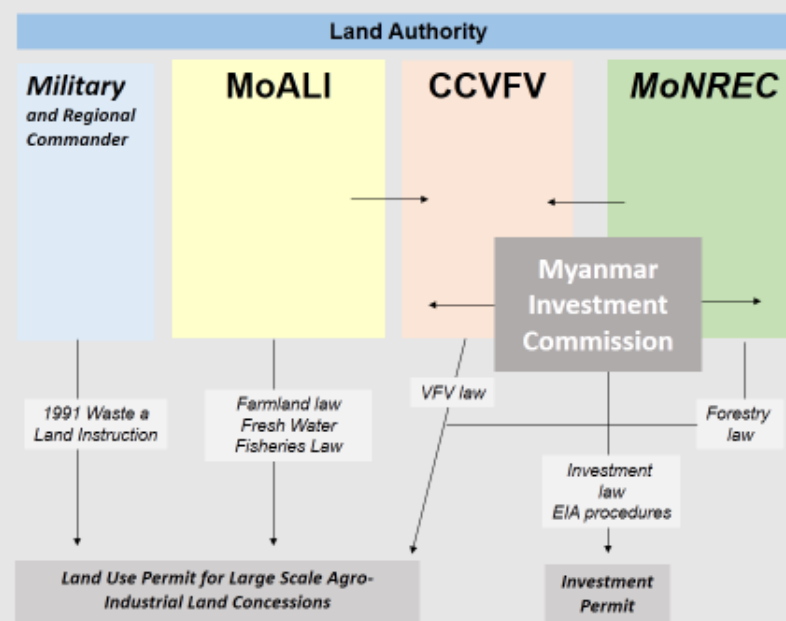 Land Authority
Military
and Regional
Commander
MoALI
CCVFV
MoNREC
Myanmar
Investment
Commission
1991 Waste a
Land Instruction
Farmland law
Fresh Water
Fisheries Law
VFV law
Forestry
law
Investment
law
EIA procedures
Land Use Permit for Large Scale Agro-
Industrial Land Concessions
Investment
Permit